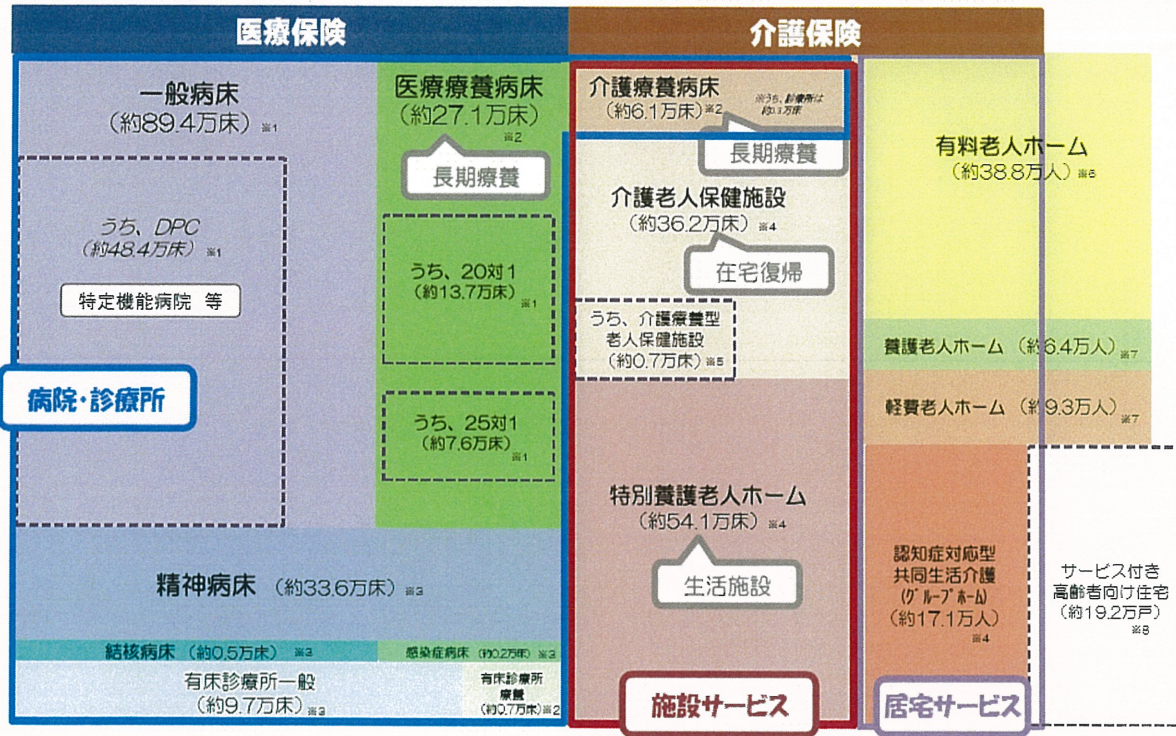 医療保険
介護保険
一般病床
(約89.4万床) ※1
うち、DPC
(約48.4万床) ※1
特定機能病院 等
病院・診療所
医療療養病床
(約27.1万床)
※2
長期療養
うち、20対1
(約13.7万床)
※1
うち、25対1
(約7.6万床)
※1
精神病床 (約33.6万床) ※3
結核病床 (約0.5万床) ※3
感染症病床 (約0.2万床) ※3
有床診療所一般
(約9.7万床) ※3
有床診療所
療養
(約0.7万床)※2
介護療養病床
(約6.1万床)※2
※うち、診療所は
長期療養
介護老人保健施設
(約36.2万床) ※4
在宅復帰
うち、介護療養型
老人保健施設
(約0.7万床) ※5
特別養護老人ホーム
(約54.1万床) ※4
生活施設
施設サービス
有料老人ホーム
(約38.8万人) ※6
養護老人ホーム (約6.4万人) ※7
軽費老人ホーム (約9.3万人) ※7
認知症対応型
共同生活介護
(グループホーム)
(約17.1万人)
※4
居宅サービス
サービス付き
高齢者向け住宅
(約19.2万戸)
※8